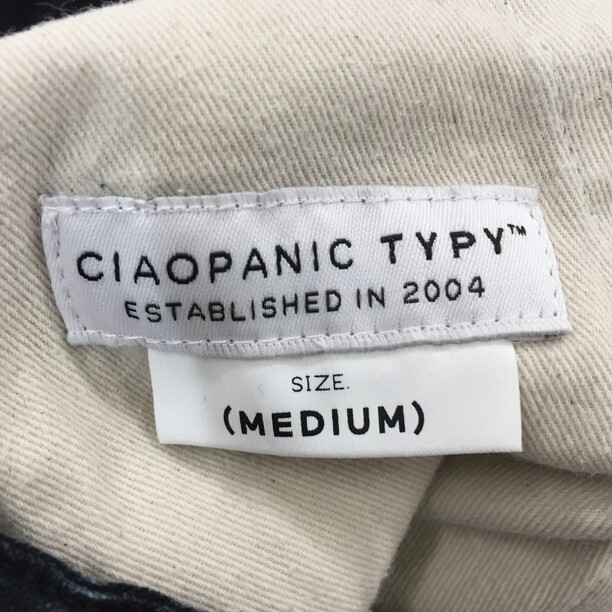 CIAOPANIC TYPY™
ESTABLISHED IN 2004
SIZE.
(MEDIUM)